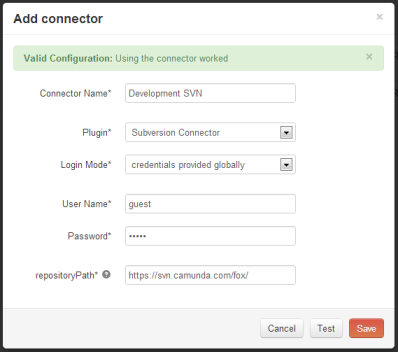 Add connector ×
Valid Configuration: Using the connector worked ×
Connector Name* Development SVN
Plugin* Subversion Connector
Login Mode* credentials provided globally
User Name* guest
Password* •••••
repositoryPath* ? https://svn.camunda.com/fox/
Cancel Test Save